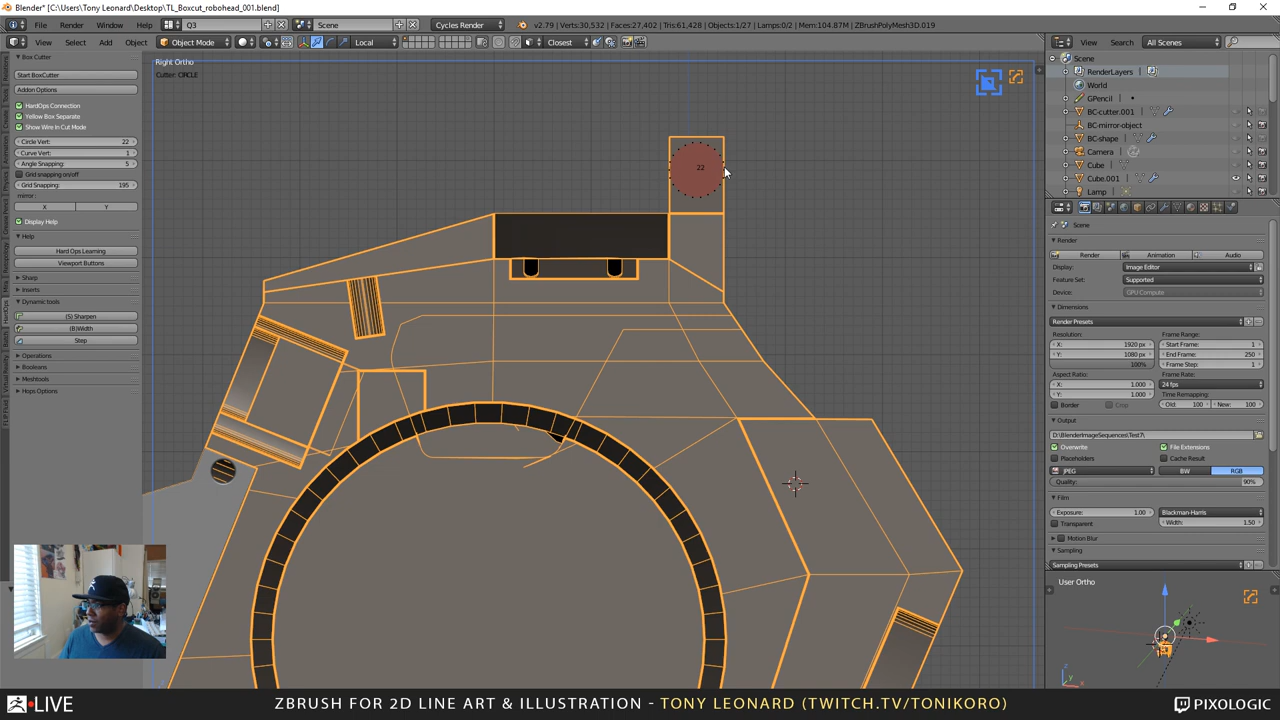 Blender* [C:\Users\Tony Leonard\Desktop\TL_Boxcut_robohead_001.blend]
File Render Window Help Q3 Scene Cycles Render v2.79 | Verts:30,532 | Faces:27,402 | Tris:61,428 | Objects:1/27 | Lamps:0/2 | Mem:104.87M | ZBrushPolyMesh3D.019
View Select Add Object Object Mode Local Closest
View Search All Scenes
Box Cutter
Start BoxCutter
Addon Options
HardOps Connection
Yellow Box Separate
Show Wire In Cut Mode
Circle Vert: 22
Curve Vert: 1
Angle Snapping: 5
Grid snapping on/off
Grid Snapping: 195
mirror :
X Y
Display Help
Help
Hard Ops Learning
Viewport Buttons
Sharp
Inserts
Dynamic tools
(S) Sharpen
(B)Width
Step
Operations
Booleans
Meshtools
Hops Options
Right Ortho
Cutter: CIRCLE
22
Scene
RenderLayers
World
GPencil
BC-cutter.001
BC-mirror-object
BC-shape
Camera
Cube
Cube.001
Lamp
Scene
Render
Render Animation Audio
Display: Image Editor
Feature Set: Supported
Device: GPU Compute
Dimensions
Render Presets
Resolution: Frame Range:
X: 1920 px Start Frame: 1
Y: 1080 px End Frame: 250
100% Frame Step: 1
Aspect Ratio: Frame Rate:
X: 1.000 24 fps
Y: 1.000 Time Remapping:
Border Crop Old: 100 New: 100
Output
D:\BlenderImageSequences\Test7\
Overwrite File Extensions
Placeholders Cache Result
JPEG BW RGB
Quality: 90%
Film
Exposure: 1.00 Blackman-Harris
Transparent Width: 1.50
Motion Blur
Sampling
Sampling Presets
User Ortho
LIVE ZBRUSH FOR 2D LINE ART & ILLUSTRATION - TONY LEONARD (TWITCH.TV/TONIKORO) PIXOLOGIC